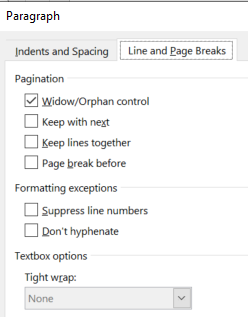 Paragraph
Indents and Spacing
Line and Page Breaks
Pagination
Widow/Orphan control
Keep with next
Keep lines together
Page break before
Formatting exceptions
Suppress line numbers
Don't hyphenate
Textbox options
Tight wrap:
None